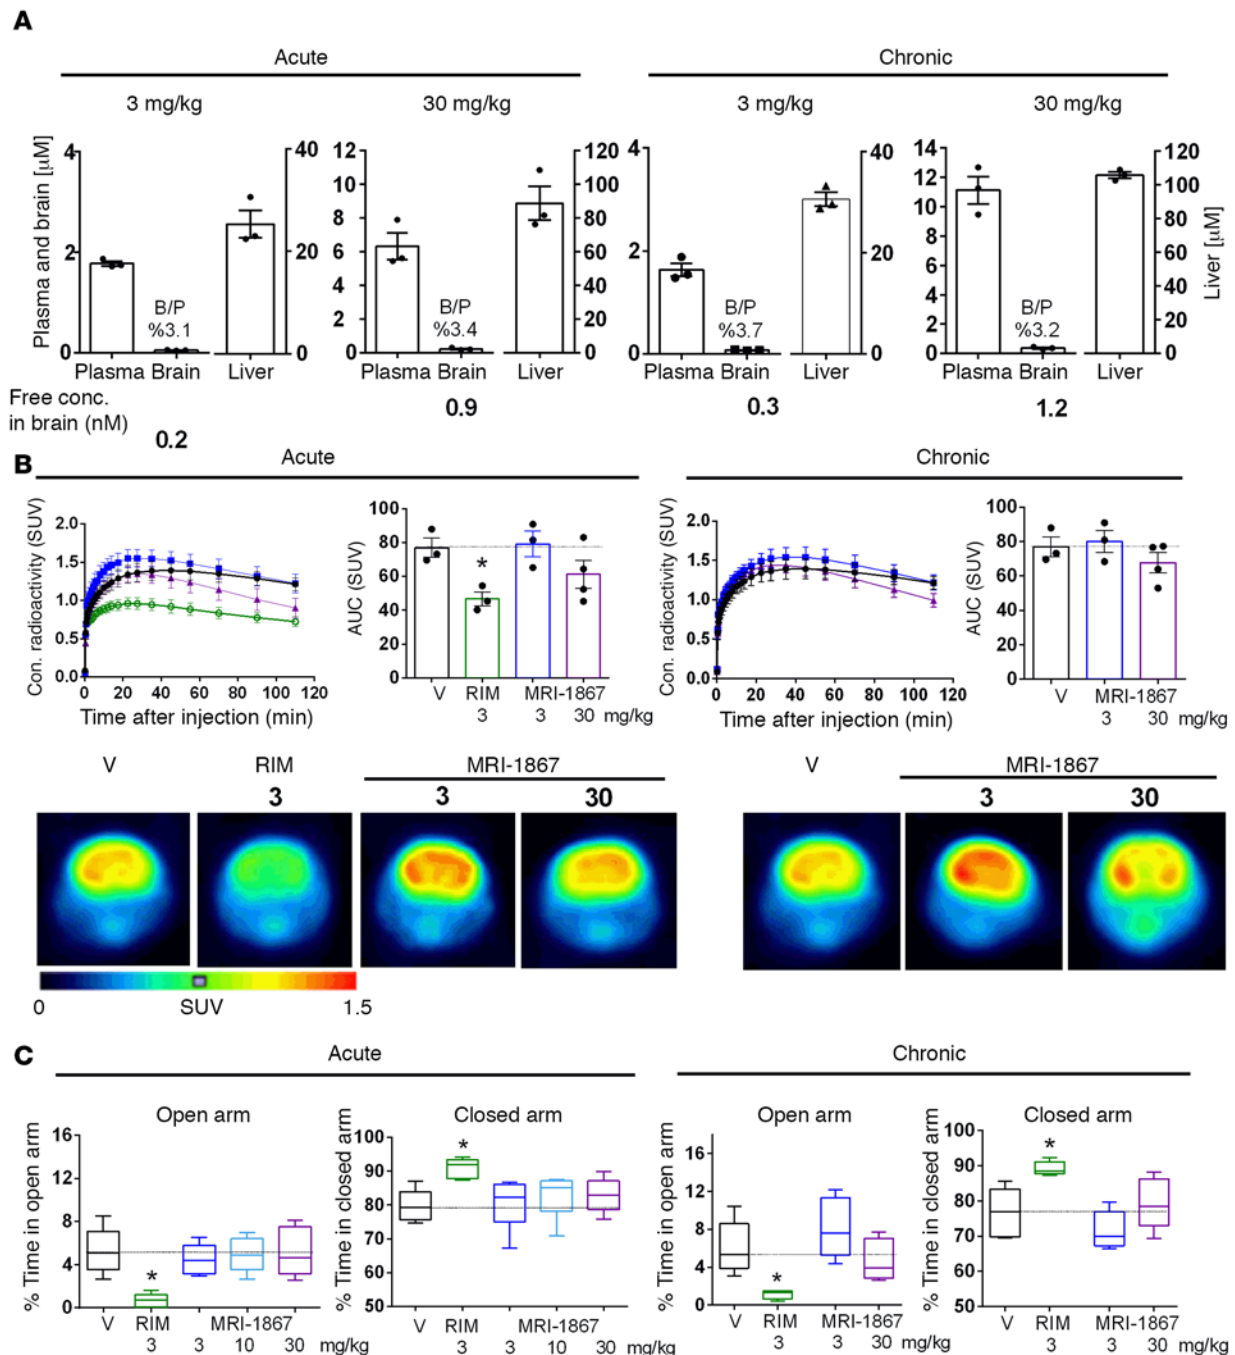 A
Acute
Chronic
3 mg/kg
30 mg/kg
3 mg/kg
30 mg/kg
Plasma and brain [µM]
4
2
0
B/P
%3.1
40
20
0
Plasma Brain
Liver
12
10
8
6
4
2
0
B/P
%3.4
120
100
80
60
40
20
0
Plasma Brain
Liver
4
2
0
B/P
%3.7
40
20
0
Plasma Brain
Liver
14
12
10
8
6
4
2
0
B/P
%3.2
120
100
80
60
40
20
0
Liver [µM]
Plasma Brain
Liver
Free conc.
in brain (nM)
0.2
0.9
0.3
1.2
B
Acute
Chronic
Con. radioactivity (SUV)
2.0
1.5
1.0
0.5
0.0
0 20 40 60 80 100 120
Time after injection (min)
AUC (SUV)
100
80
60
40
20
0
*
V RIM MRI-1867
3 3 30 mg/kg
Con. radioactivity (SUV)
2.0
1.5
1.0
0.5
0.0
0 20 40 60 80 100 120
Time after injection (min)
AUC (SUV)
100
80
60
40
20
0
V MRI-1867
3 30 mg/kg
V RIM MRI-1867
3 3 30
V MRI-1867
3 30
0 SUV 1.5
C
Acute
Chronic
Open arm
% Time in open arm
16
12
8
4
0
*
V RIM MRI-1867
3 3 10 30 mg/kg
Closed arm
% Time in closed arm
100
90
80
70
60
50
*
V RIM MRI-1867
3 3 10 30 mg/kg
Open arm
% Time in open arm
16
12
8
4
0
*
V RIM MRI-1867
3 3 30 mg/kg
Closed arm
% Time in closed arm
100
90
80
70
60
50
*
V RIM MRI-1867
3 3 30 mg/kg